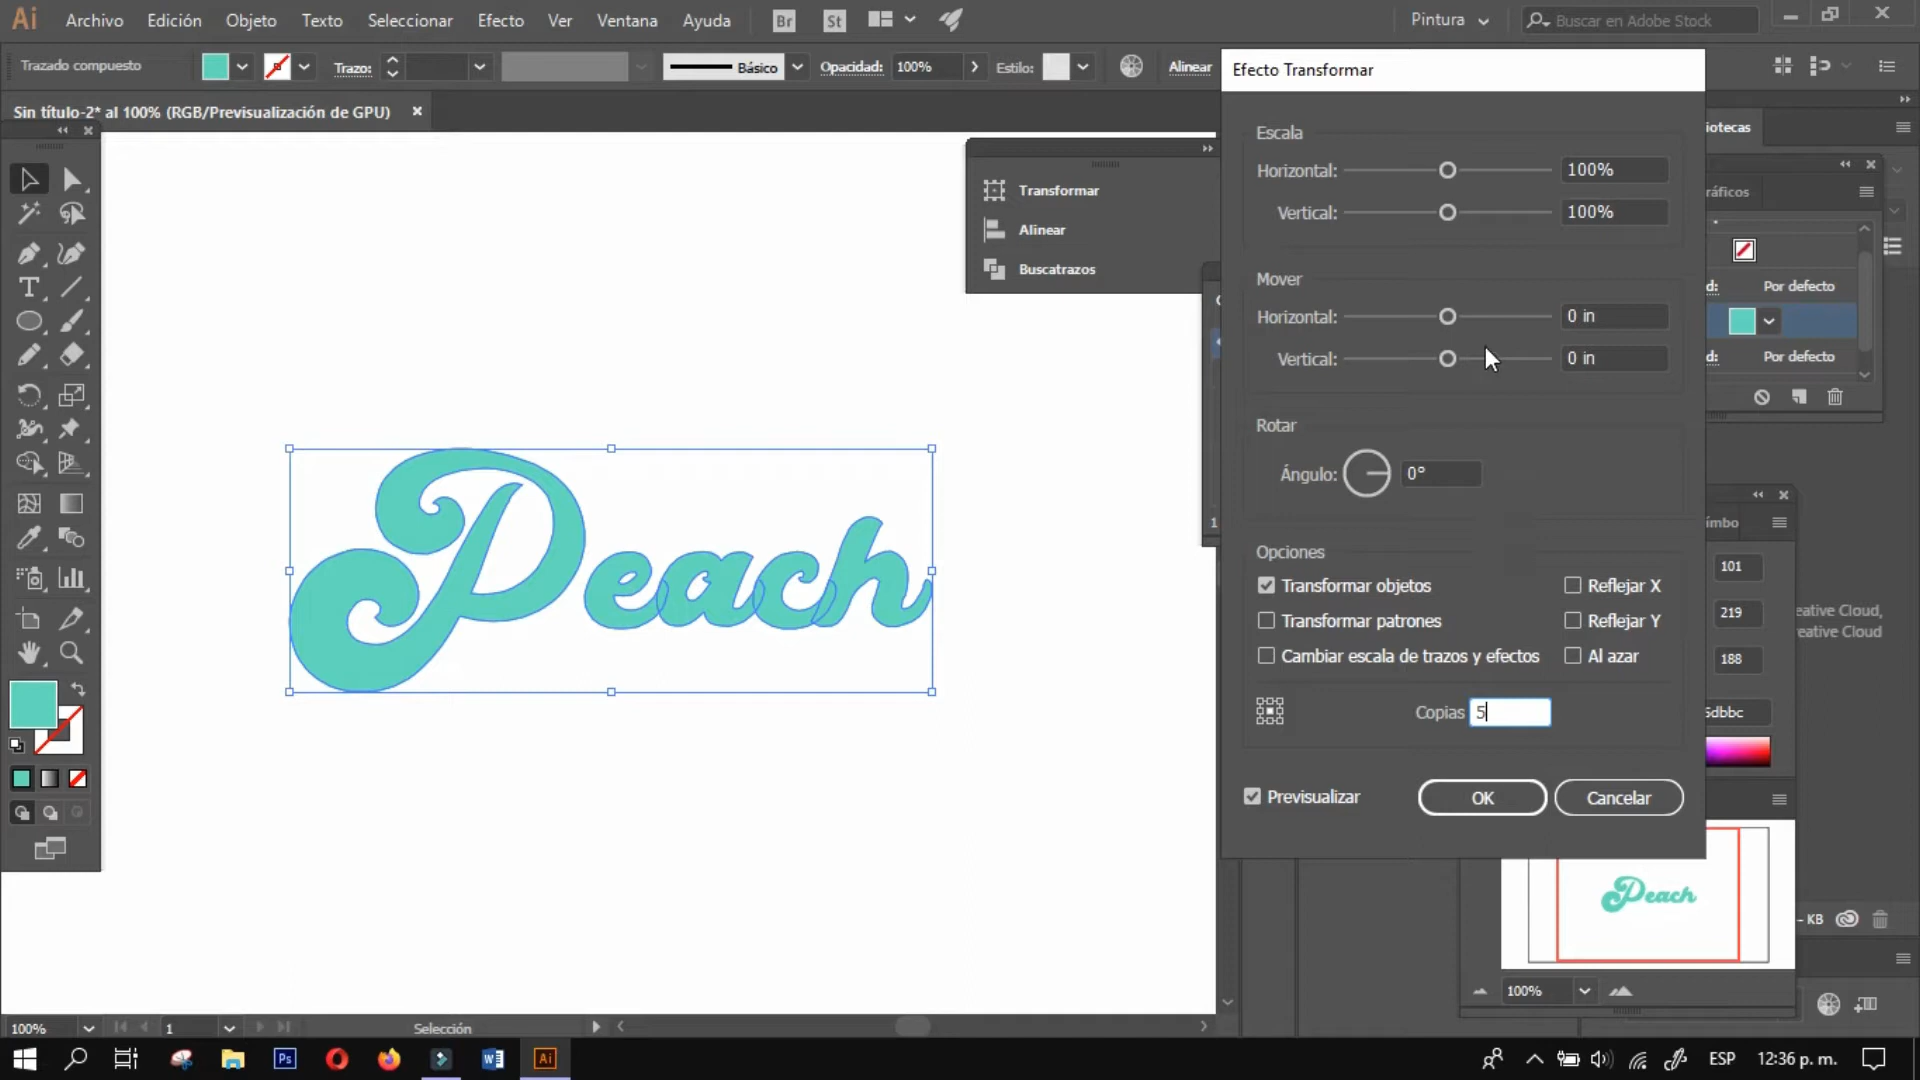 Ai Archivo Edición Objeto Texto Seleccionar Efecto Ver Ventana Ayuda Br St Pintura Buscar en Adobe Stock
Trazado compuesto Trazo: Básico Opacidad: 100% Estilo: Alinear
Efecto Transformar
Sin título-2* al 100% (RGB/Previsualización de GPU)
Escala
Horizontal: 100%
Vertical: 100%
Mover
Horizontal: 0 in
Vertical: 0 in
Rotar
Ángulo: 0°
Opciones
Transformar objetos Reflejar X
Transformar patrones Reflejar Y
Cambiar escala de trazos y efectos Al azar
Copias 5
Previsualizar OK Cancelar
Transformar
Alinear
Buscatrazos
Peach
iotecas
ráficos
d: Por defecto
d: Por defecto
mbo
101
219
188
5dbbc
eative Cloud,
eative Cloud
Peach
- KB
100%
100% 1 Selección
Ps Ai ESP 12:36 p. m.